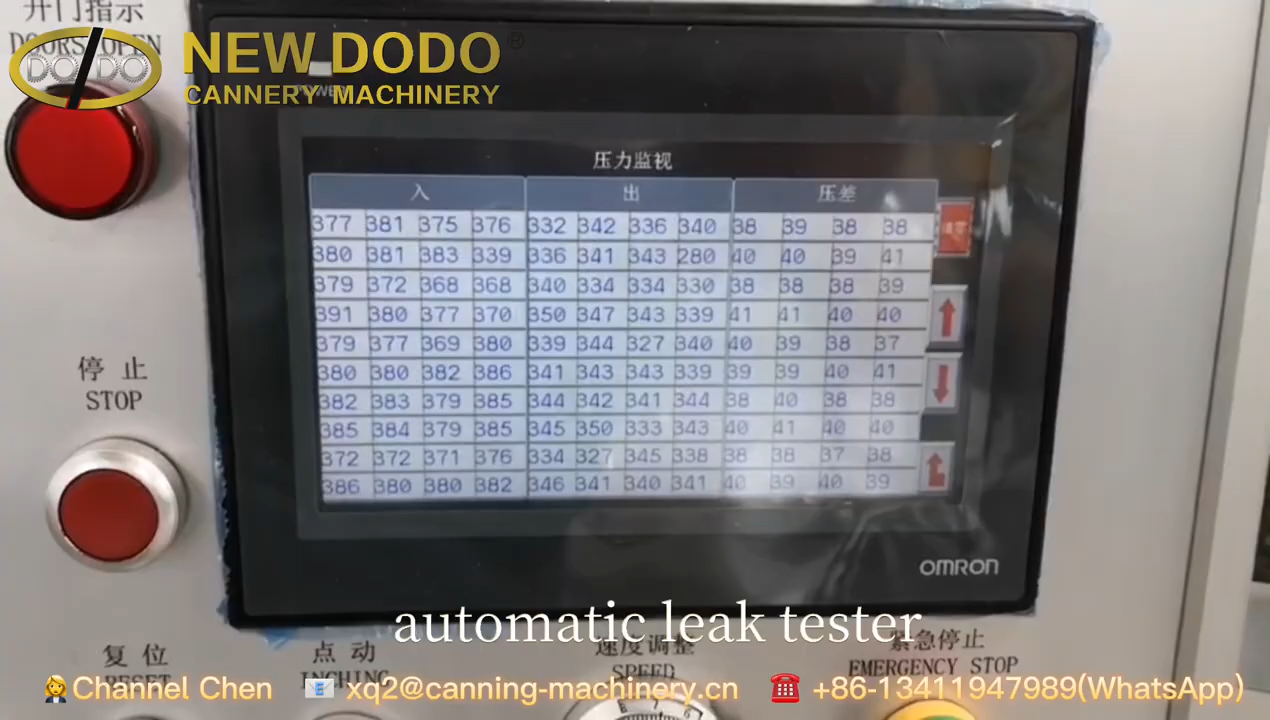 开门指示
DOORS OPEN
DODO
NEW DODO®
CANNERY MACHINERY
POWER
压力监视
入 出 压差
377 381 375 376 332 342 336 340 38 39 38 38
380 381 383 339 336 341 343 280 40 40 39 41
379 372 368 368 340 334 334 330 38 38 38 39
391 380 377 370 350 347 343 339 41 41 40 40
379 377 369 380 339 344 327 340 40 39 38 37
380 380 382 386 341 343 343 339 39 39 40 41
382 383 379 385 344 342 341 344 38 40 38 38
385 384 379 385 345 350 333 343 40 41 40 40
372 372 371 376 334 327 345 338 38 38 37 38
386 380 380 382 346 341 340 341 40 39 40 39
停止
STOP
OMRON
automatic leak tester
复位
RESET
点动
INCHING
速度调整
SPEED
紧急停止
EMERGENCY STOP
Channel Chen xq2@canning-machinery.cn +86-13411947989(WhatsApp)